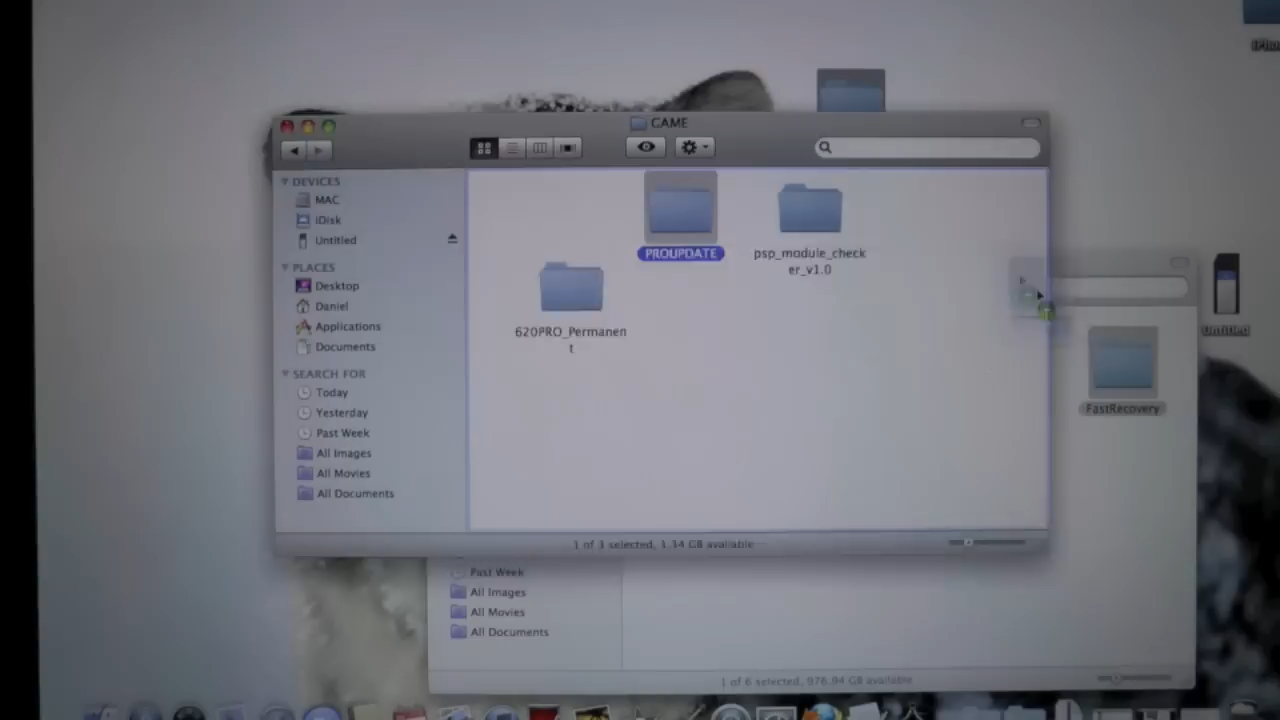 iPho
GAME
DEVICES
MAC
iDisk
Untitled
PLACES
Desktop
Daniel
Applications
Documents
SEARCH FOR
Today
Yesterday
Past Week
All Images
All Movies
All Documents
PROUPDATE
psp_module_check
er_v1.0
620PRO_Permanen
t
1 of 3 selected, 1.34 GB available
Untitled
FastRecovery
Past Week
All Images
All Movies
All Documents
1 of 6 selected, 976.94 GB available